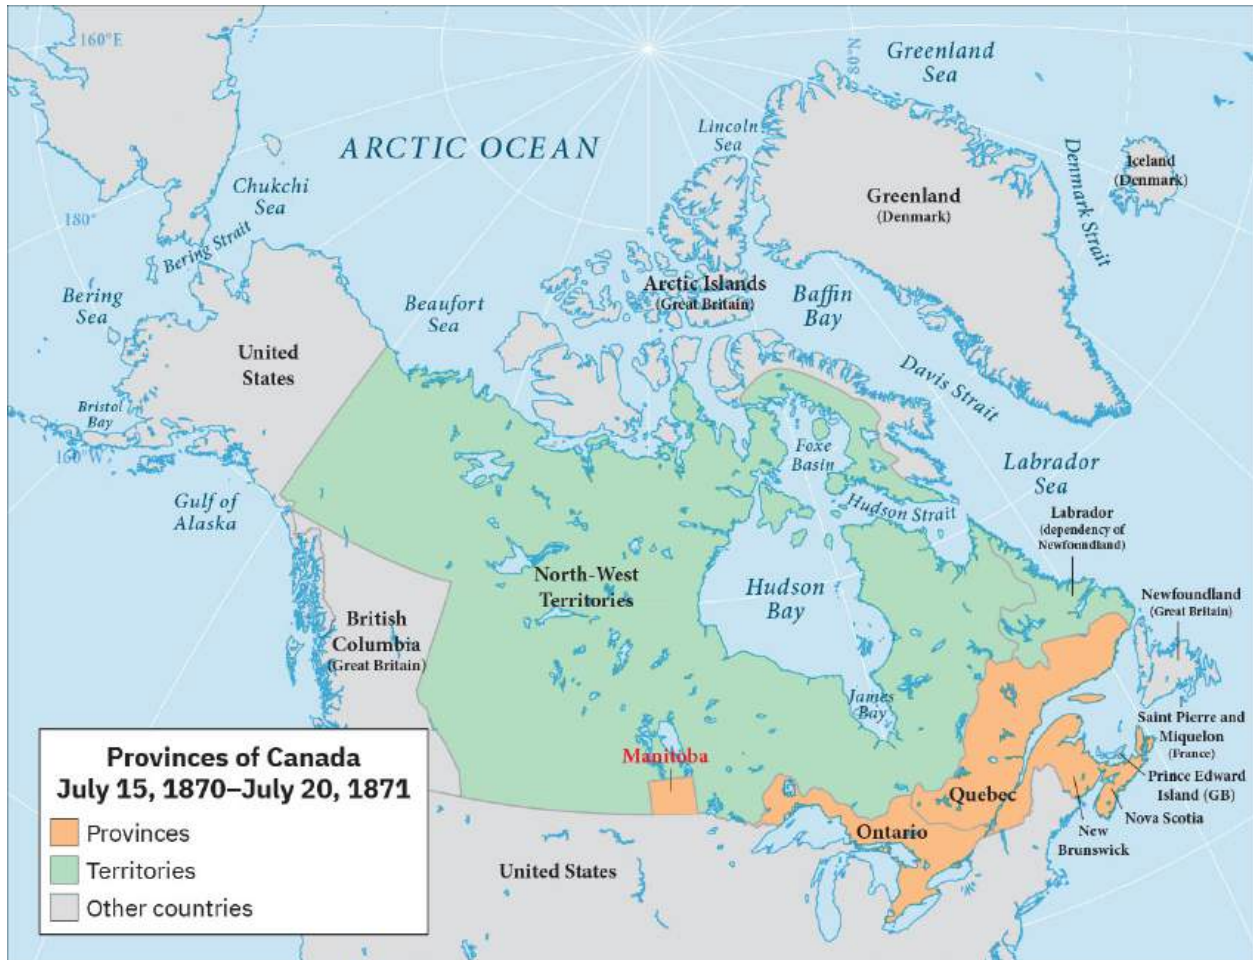 160°E
80°N
Greenland
Sea
Lincoln
Sea
ARCTIC OCEAN
Denmark Strait
Iceland
(Denmark)
Chukchi
Sea
180°
Bering Strait
Greenland
(Denmark)
Bering
Sea
Beaufort
Sea
Arctic Islands
(Great Britain)
Baffin
Bay
United
States
Davis Strait
Bristol
Bay
160°W
Foxe
Basin
Labrador
Sea
Gulf of
Alaska
Hudson Strait
Labrador
(dependency of
Newfoundland)
North-West
Territories
Hudson
Bay
Newfoundland
(Great Britain)
British
Columbia
(Great Britain)
James
Bay
Saint Pierre and
Miquelon
(France)
Manitoba
Prince Edward
Island (GB)
Quebec
Nova Scotia
Ontario
New
Brunswick
United States
Provinces of Canada
July 15, 1870–July 20, 1871
Provinces
Territories
Other countries